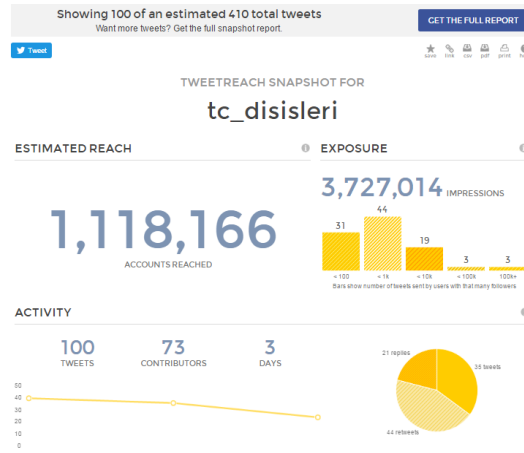 Showing 100 of an estimated 410 total tweets
Want more tweets? Get the full snapshot report.
GET THE FULL REPORT
Tweet
save link csv pdf print
TWEETREACH SNAPSHOT FOR
tc_disisleri
ESTIMATED REACH
EXPOSURE
1,118,166
ACCOUNTS REACHED
3,727,014 IMPRESSIONS
31 44 19 3 3
< 100 < 1k < 10k < 100k 100k+
Bars show number of tweets sent by users with that many followers
ACTIVITY
100 73 3
TWEETS CONTRIBUTORS DAYS
50
40
30
20
10
0
21 replies
35 tweets
44 retweets